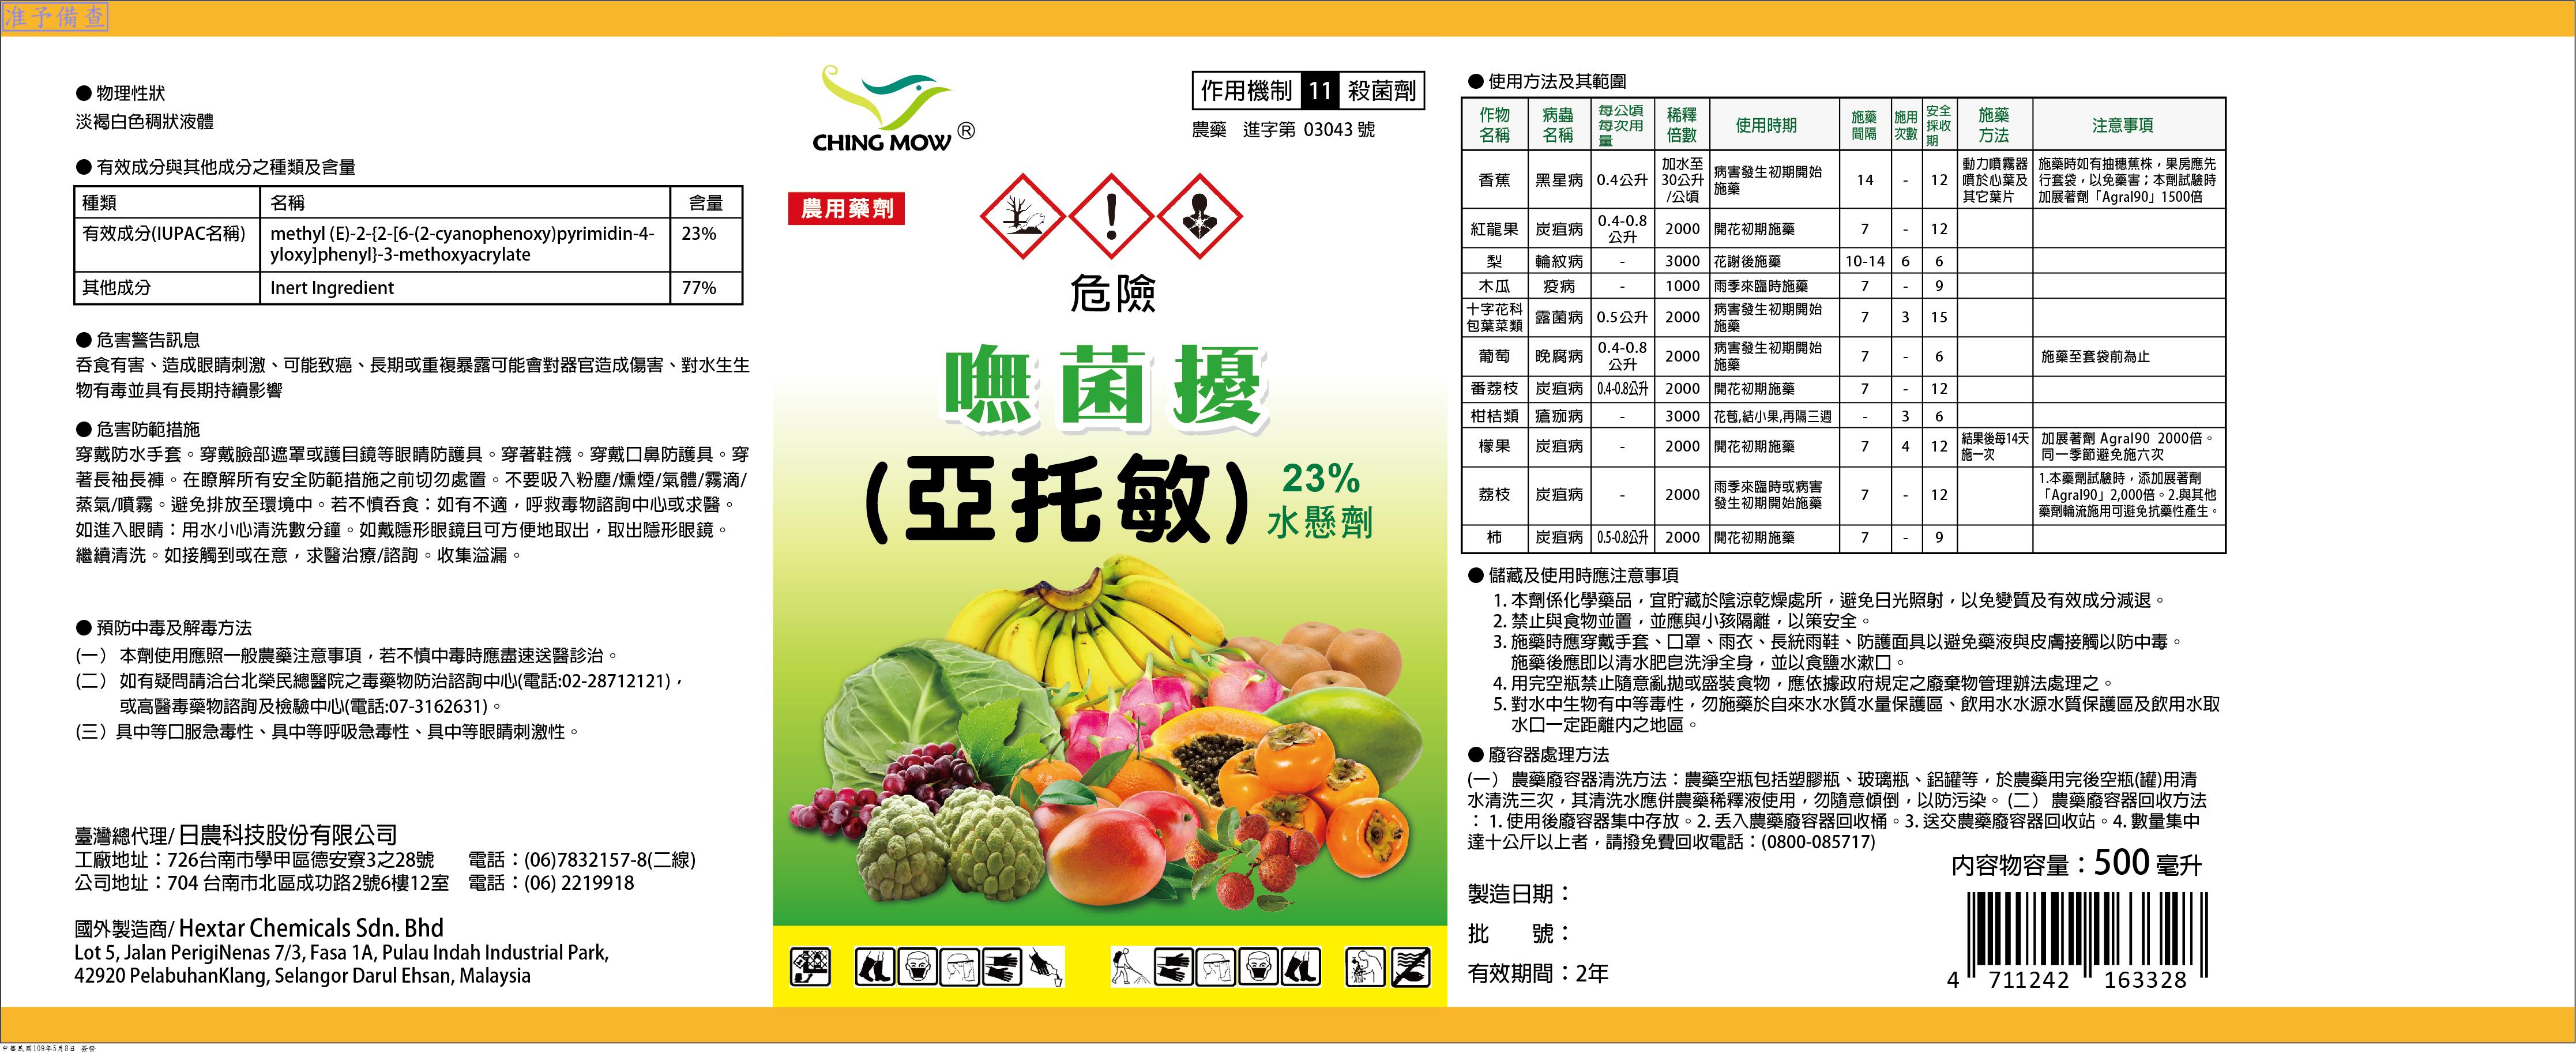 准予備查
● 物理性狀
淡褐白色稠狀液體
● 有效成分與其他成分之種類及含量
種類 名稱 含量
有效成分(IUPAC名稱) methyl (E)-2-{2-[6-(2-cyanophenoxy)pyrimidin-4- 23%
yloxy]phenyl}-3-methoxyacrylate
其他成分 Inert Ingredient 77%
● 危害警告訊息
吞食有害、造成眼睛刺激、可能致癌、長期或重複暴露可能會對器官造成傷害、對水生生
物有毒並具有長期持續影響
● 危害防範措施
穿戴防水手套。穿戴臉部遮罩或護目鏡等眼睛防護具。穿著鞋襪。穿戴口鼻防護具。穿
著長袖長褲。在瞭解所有安全防範措施之前切勿處置。不要吸入粉塵/燻煙/氣體/霧滴/
蒸氣/噴霧。避免排放至環境中。若不慎吞食：如有不適，呼救毒物諮詢中心或求醫。
如進入眼睛：用水小心清洗數分鐘。如戴隱形眼鏡且可方便地取出，取出隱形眼鏡。
繼續清洗。如接觸到或在意，求醫治療/諮詢。收集溢漏。
● 預防中毒及解毒方法
(一） 本劑使用應照一般農藥注意事項，若不慎中毒時應盡速送醫診治。
(二） 如有疑問請洽台北榮民總醫院之毒藥物防治諮詢中心(電話:02-28712121)，
或高醫毒藥物諮詢及檢驗中心(電話:07-3162631)。
(三）具中等口服急毒性、具中等呼吸急毒性、具中等眼睛刺激性。
臺灣總代理/ 日農科技股份有限公司
工廠地址：726台南市學甲區德安寮3之28號 電話：(06)7832157-8(二線)
公司地址：704 台南市北區成功路2號6樓12室 電話：(06) 2219918
國外製造商/ Hextar Chemicals Sdn. Bhd
Lot 5, Jalan PerigiNenas 7/3, Fasa 1A, Pulau Indah Industrial Park,
42920 PelabuhanKlang, Selangor Darul Ehsan, Malaysia
CHING MOW ®
作用機制 11 殺菌劑
農藥 進字第 03043 號
農用藥劑
危險
嘸菌擾
(亞托敏) 23%
水懸劑
● 使用方法及其範圍
作物名稱 病蟲名稱 每公頃每次用量 稀釋倍數 使用時期 施藥間隔 施用次數 安全採收期 施藥方法 注意事項
香蕉 黑星病 0.4公升 加水至30公升/公頃 病害發生初期開始施藥 14 - 12 動力噴霧器噴於心葉及其它葉片 施藥時如有抽穗蕉株，果房應先行套袋，以免藥害；本劑試驗時加展著劑「Agral90」1500倍
紅龍果 炭疽病 0.4-0.8公升 2000 開花初期施藥 7 - 12
梨 輪紋病 - 3000 花謝後施藥 10-14 6 6
木瓜 疫病 - 1000 雨季來臨時施藥 7 - 9
十字花科包葉菜類 露菌病 0.5公升 2000 病害發生初期開始施藥 7 3 15
葡萄 晚腐病 0.4-0.8公升 2000 病害發生初期開始施藥 7 - 6 施藥至套袋前為止
番荔枝 炭疽病 0.4-0.8公升 2000 開花初期施藥 7 - 12
柑桔類 瘡痂病 - 3000 花苞,結小果,再隔三週 - 3 6
檬果 炭疽病 - 2000 開花初期施藥 7 4 12 結果後每14天施一次 加展著劑 Agral90 2000倍。同一季節避免施六次
荔枝 炭疽病 - 2000 雨季來臨時或病害發生初期開始施藥 7 - 12 1.本藥劑試驗時，添加展著劑「Agral90」2,000倍。2.與其他藥劑輪流施用可避免抗藥性產生。
柿 炭疽病 0.5-0.8公升 2000 開花初期施藥 7 - 9
● 儲藏及使用時應注意事項
1. 本劑係化學藥品，宜貯藏於陰涼乾燥處所，避免日光照射，以免變質及有效成分減退。
2. 禁止與食物並置，並應與小孩隔離，以策安全。
3. 施藥時應穿戴手套、口罩、雨衣、長統雨鞋、防護面具以避免藥液與皮膚接觸以防中毒。
施藥後應即以清水肥皂洗淨全身，並以食鹽水漱口。
4. 用完空瓶禁止隨意亂拋或盛裝食物，應依據政府規定之廢棄物管理辦法處理之。
5. 對水中生物有中等毒性，勿施藥於自來水水質水量保護區、飲用水水源水質保護區及飲用水取
水口一定距離內之地區。
● 廢容器處理方法
(一） 農藥廢容器清洗方法：農藥空瓶包括塑膠瓶、玻璃瓶、鋁罐等，於農藥用完後空瓶(罐)用清
水清洗三次，其清洗水應併農藥稀釋液使用，勿隨意傾倒，以防污染。(二） 農藥廢容器回收方法
：1. 使用後廢容器集中存放。2. 丟入農藥廢容器回收桶。3. 送交農藥廢容器回收站。4. 數量集中
達十公斤以上者，請撥免費回收電話：(0800-085717)
內容物容量：500 毫升
製造日期：
批 號：
有效期間：2年
4 711242 163328
中華民國109年5月8日 簽發